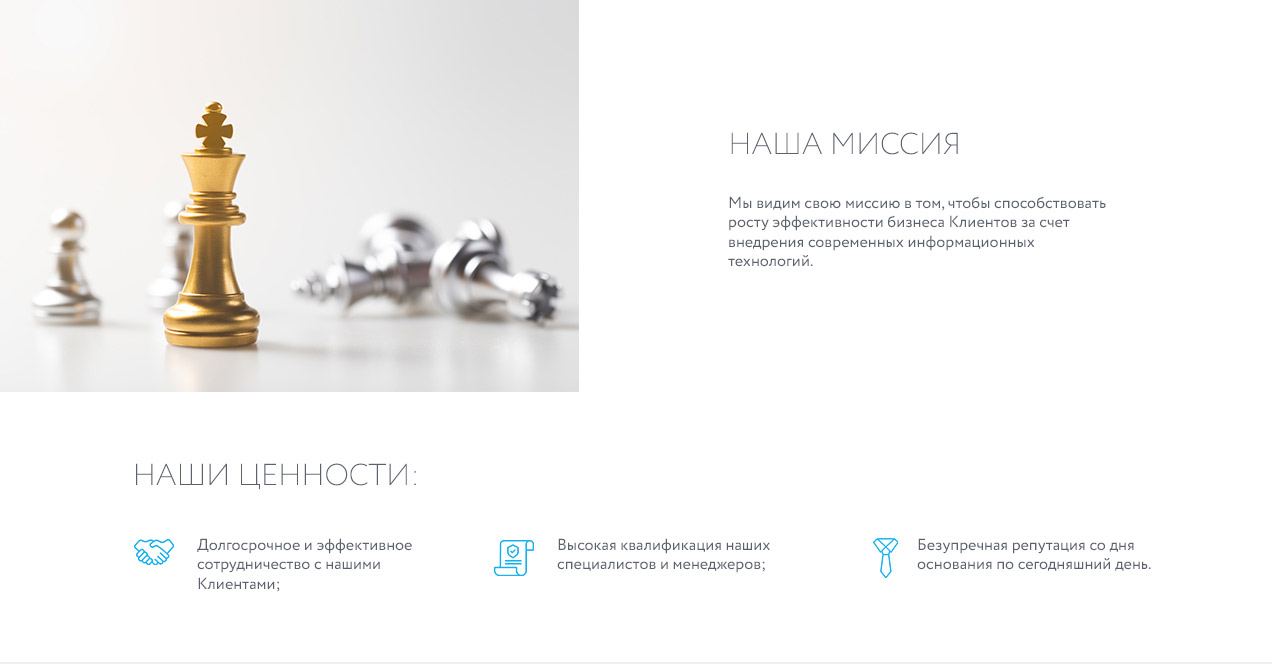 НАША МИССИЯ
Мы видим свою миссию в том, чтобы способствовать
росту эффективности бизнеса Клиентов за счет
внедрения современных информационных
технологий.
НАШИ ЦЕННОСТИ:
Долгосрочное и эффективное
сотрудничество с нашими
Клиентами;
Высокая квалификация наших
специалистов и менеджеров;
Безупречная репутация со дня
основания по сегодняшний день.